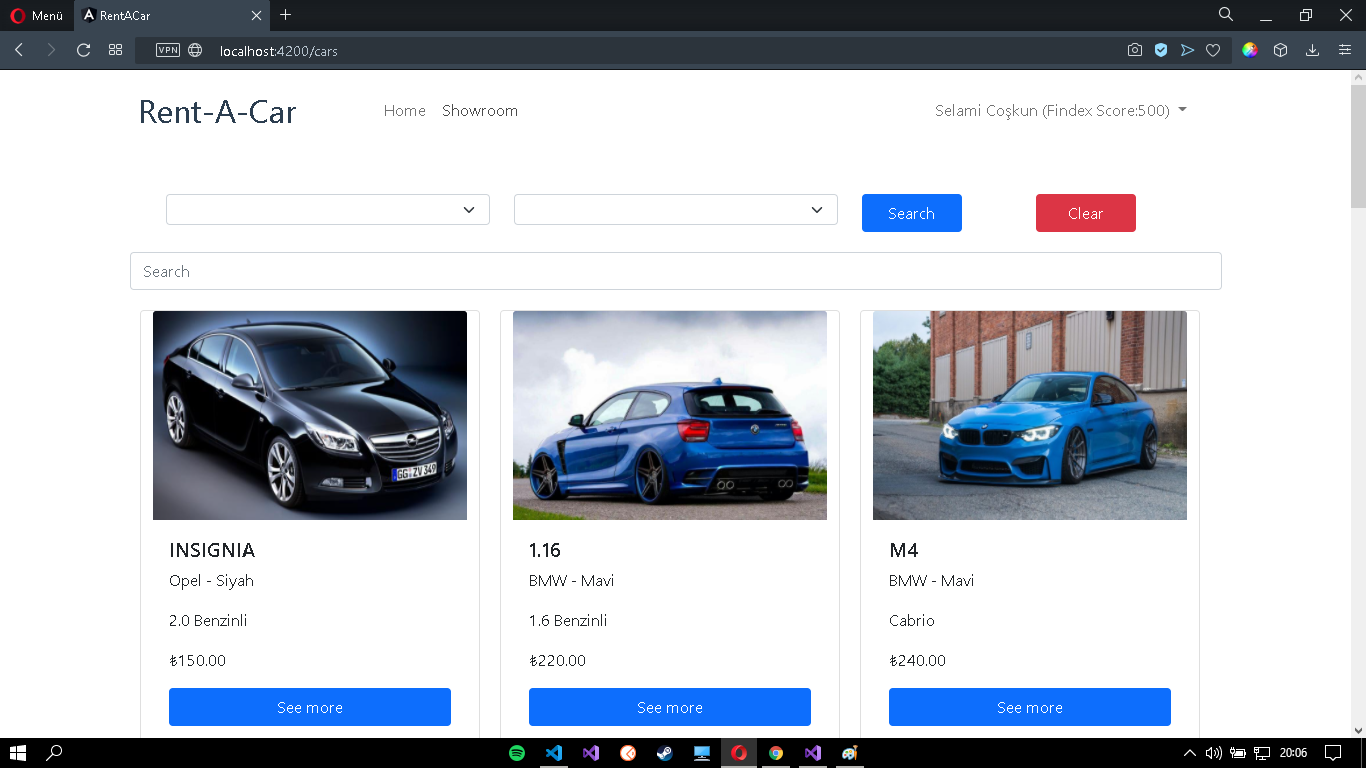 Menü
RentACar
VPN
localhost:4200/cars
Rent-A-Car
Home
Showroom
Selami Coşkun (Findex Score:500)
Search
Clear
Search
GG·ZV 349
INSIGNIA
Opel - Siyah
2.0 Benzinli
₺150.00
See more
1.16
BMW - Mavi
1.6 Benzinli
₺220.00
See more
M4
BMW - Mavi
Cabrio
₺240.00
See more
20:06